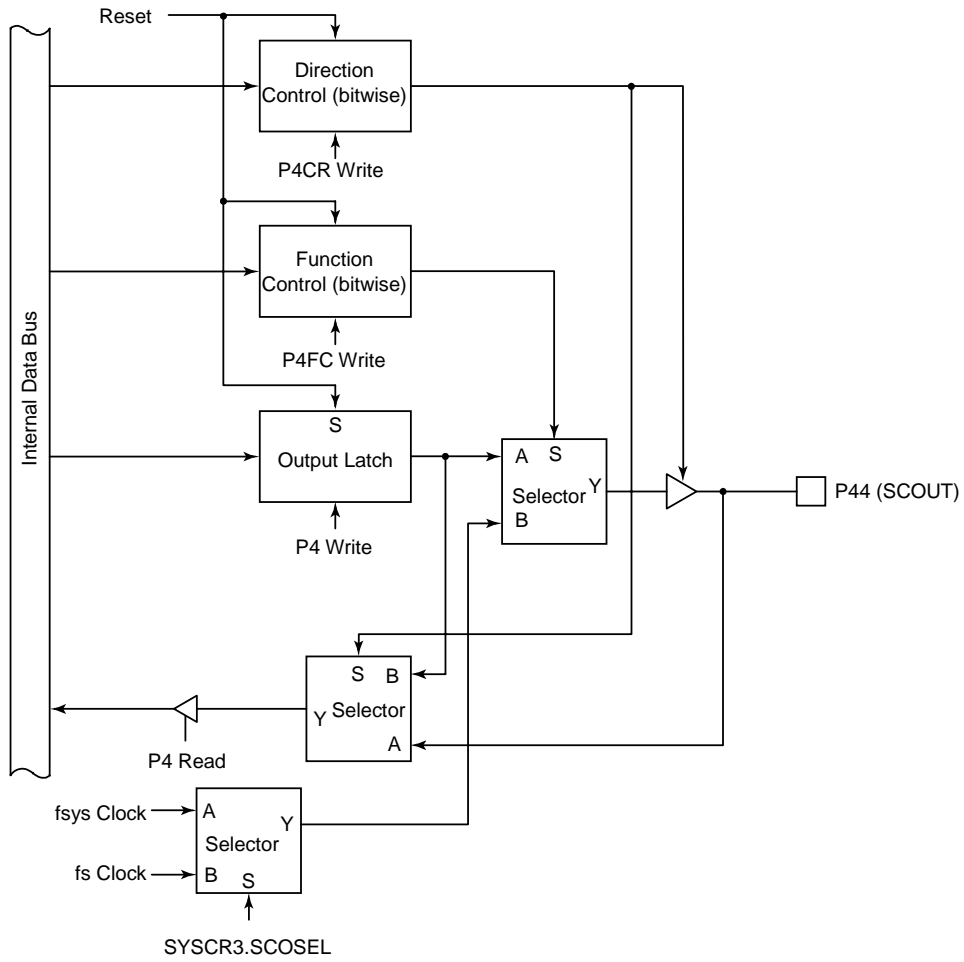 Reset
Direction
Control (bitwise)
P4CR Write
Function
Control (bitwise)
P4FC Write
Internal Data Bus
S
Output Latch
P4 Write
A
S
Selector
Y
B
P44 (SCOUT)
S
B
Y
Selector
A
P4 Read
fsys Clock
A
Y
Selector
fs Clock
B
S
SYSCR3.SCOSEL